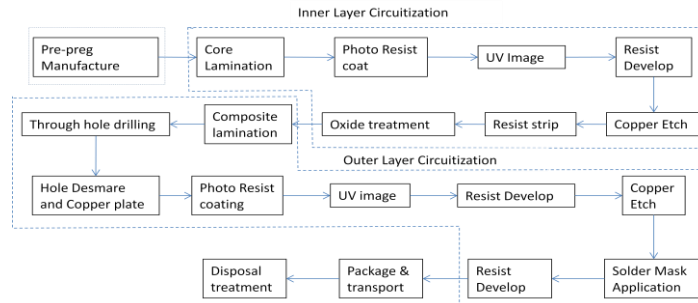 Inner Layer Circuitization
Pre-preg
Manufacture
Core
Lamination
Photo Resist
coat
UV Image
Resist
Develop
Copper Etch
Resist strip
Oxide treatment
Composite
lamination
Through hole drilling
Outer Layer Circuitization
Hole Desmare
and Copper plate
Photo Resist
coating
UV image
Resist Develop
Copper
Etch
Solder Mask
Application
Resist
Develop
Package &
transport
Disposal
treatment